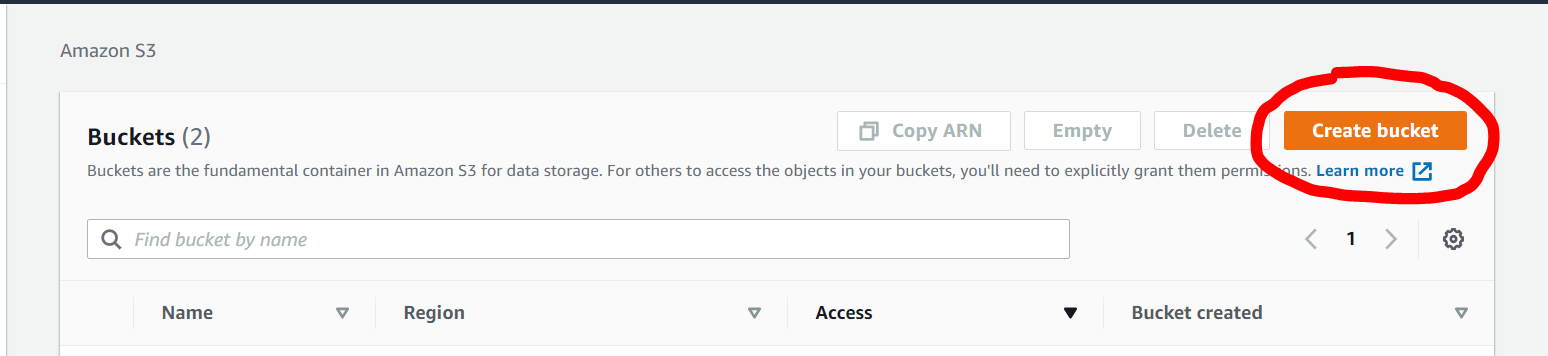 Amazon S3
Buckets (2)
Copy ARN
Empty
Delete
Create bucket
Buckets are the fundamental container in Amazon S3 for data storage. For others to access the objects in your buckets, you'll need to explicitly grant them permissions. Learn more
Find bucket by name
1
Name
Region
Access
Bucket created